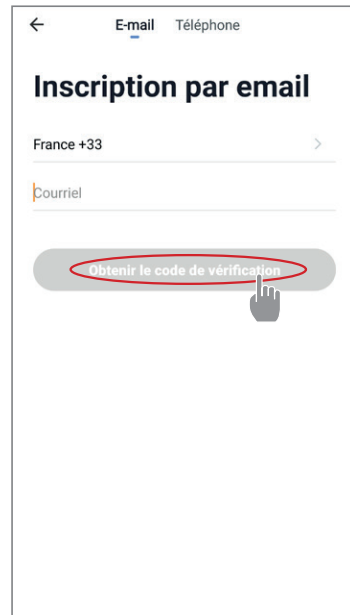 E-mail Téléphone
Inscription par email
France +33
Courriel
Obtenir le code de vérification